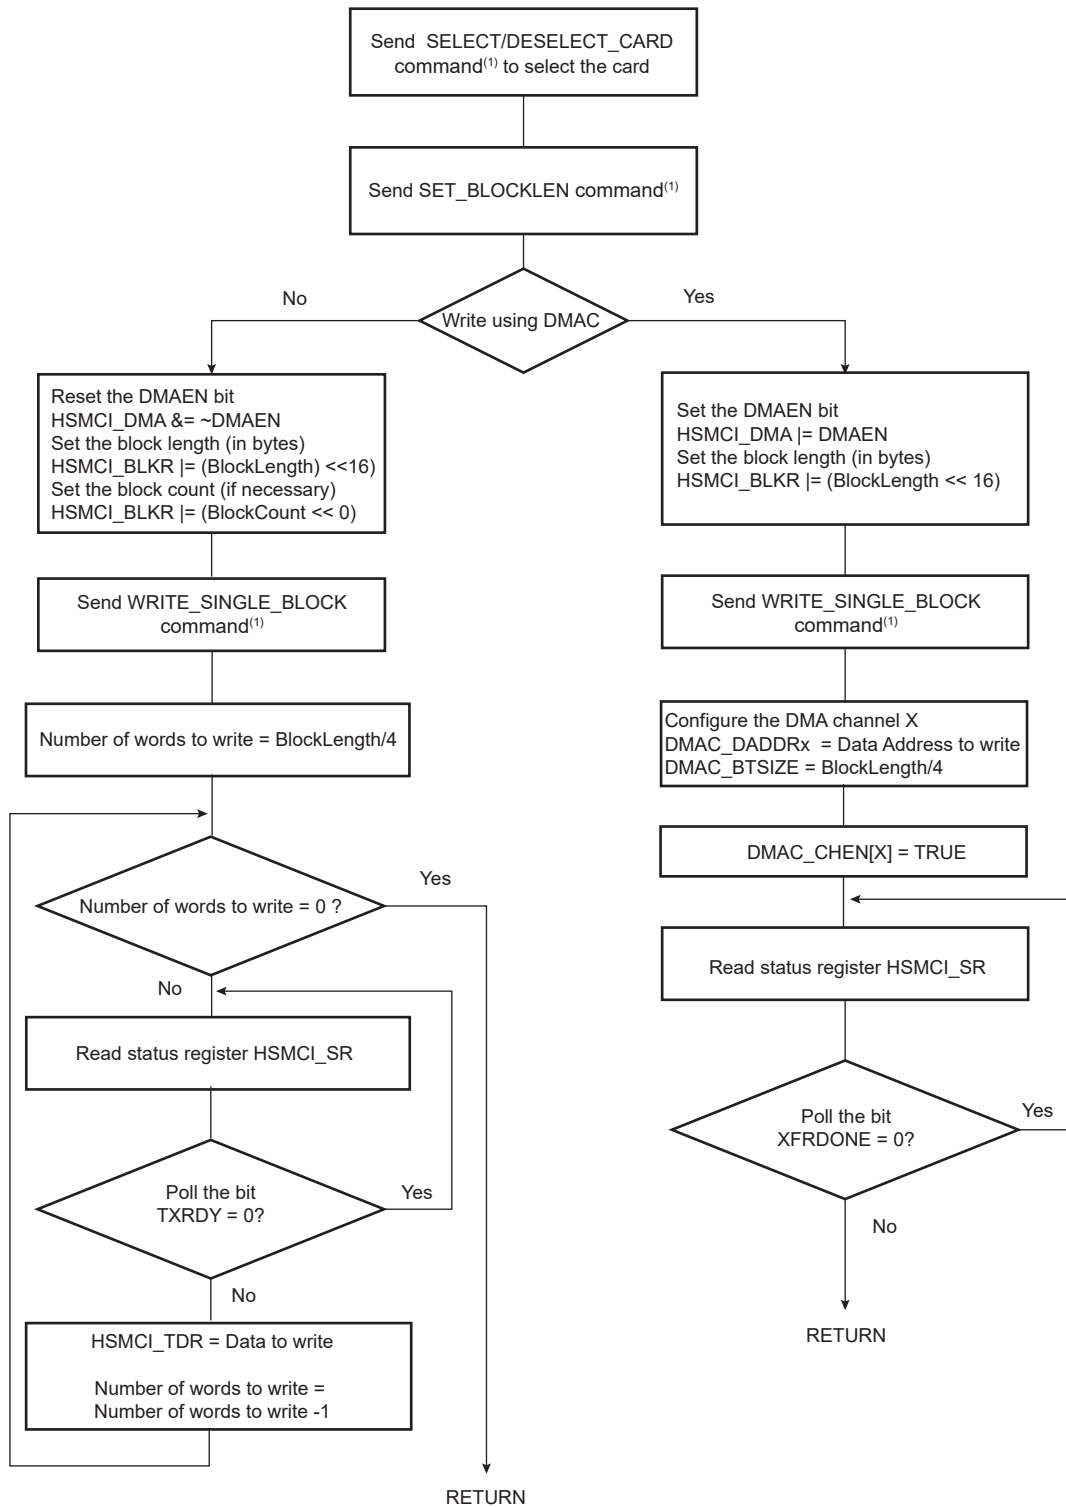 Send  SELECT/DESELECT_CARD
command(1) to select the card
Send SET_BLOCKLEN command(1)
No
Yes
Write using DMAC
Reset the DMAEN bit
HSMCI_DMA &= ~DMAEN
Set the block length (in bytes)
HSMCI_BLKR |= (BlockLength) <<16)
Set the block count (if necessary)
HSMCI_BLKR |= (BlockCount << 0)
Send WRITE_SINGLE_BLOCK
command(1)
Number of words to write = BlockLength/4
Number of words to write = 0 ?
Yes
No
Read status register HSMCI_SR
Poll the bit
TXRDY = 0?
Yes
No
HSMCI_TDR = Data to write
Number of words to write =
Number of words to write -1
RETURN
Set the DMAEN bit
HSMCI_DMA |= DMAEN
Set the block length (in bytes)
HSMCI_BLKR |= (BlockLength << 16)
Send WRITE_SINGLE_BLOCK
command(1)
Configure the DMA channel X
DMAC_DADDRx  = Data Address to write
DMAC_BTSIZE = BlockLength/4
DMAC_CHEN[X] = TRUE
Read status register HSMCI_SR
Poll the bit
XFRDONE = 0?
Yes
No
RETURN